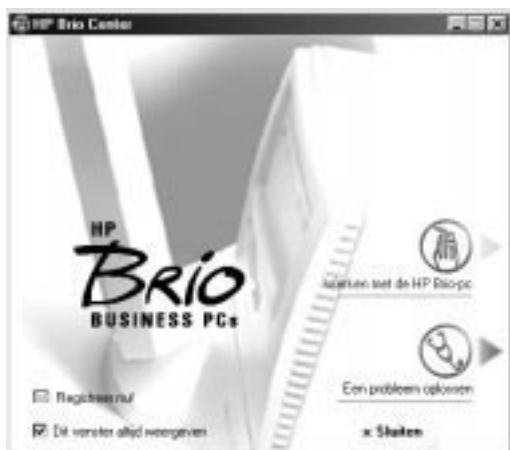 HP Brio Center
HP
BRIO
BUSINESS PCs
werken met de HP Brio-pc
Een probleem oplossen
Registreer nu!
Dit venster altijd weergeven
x Sluiten